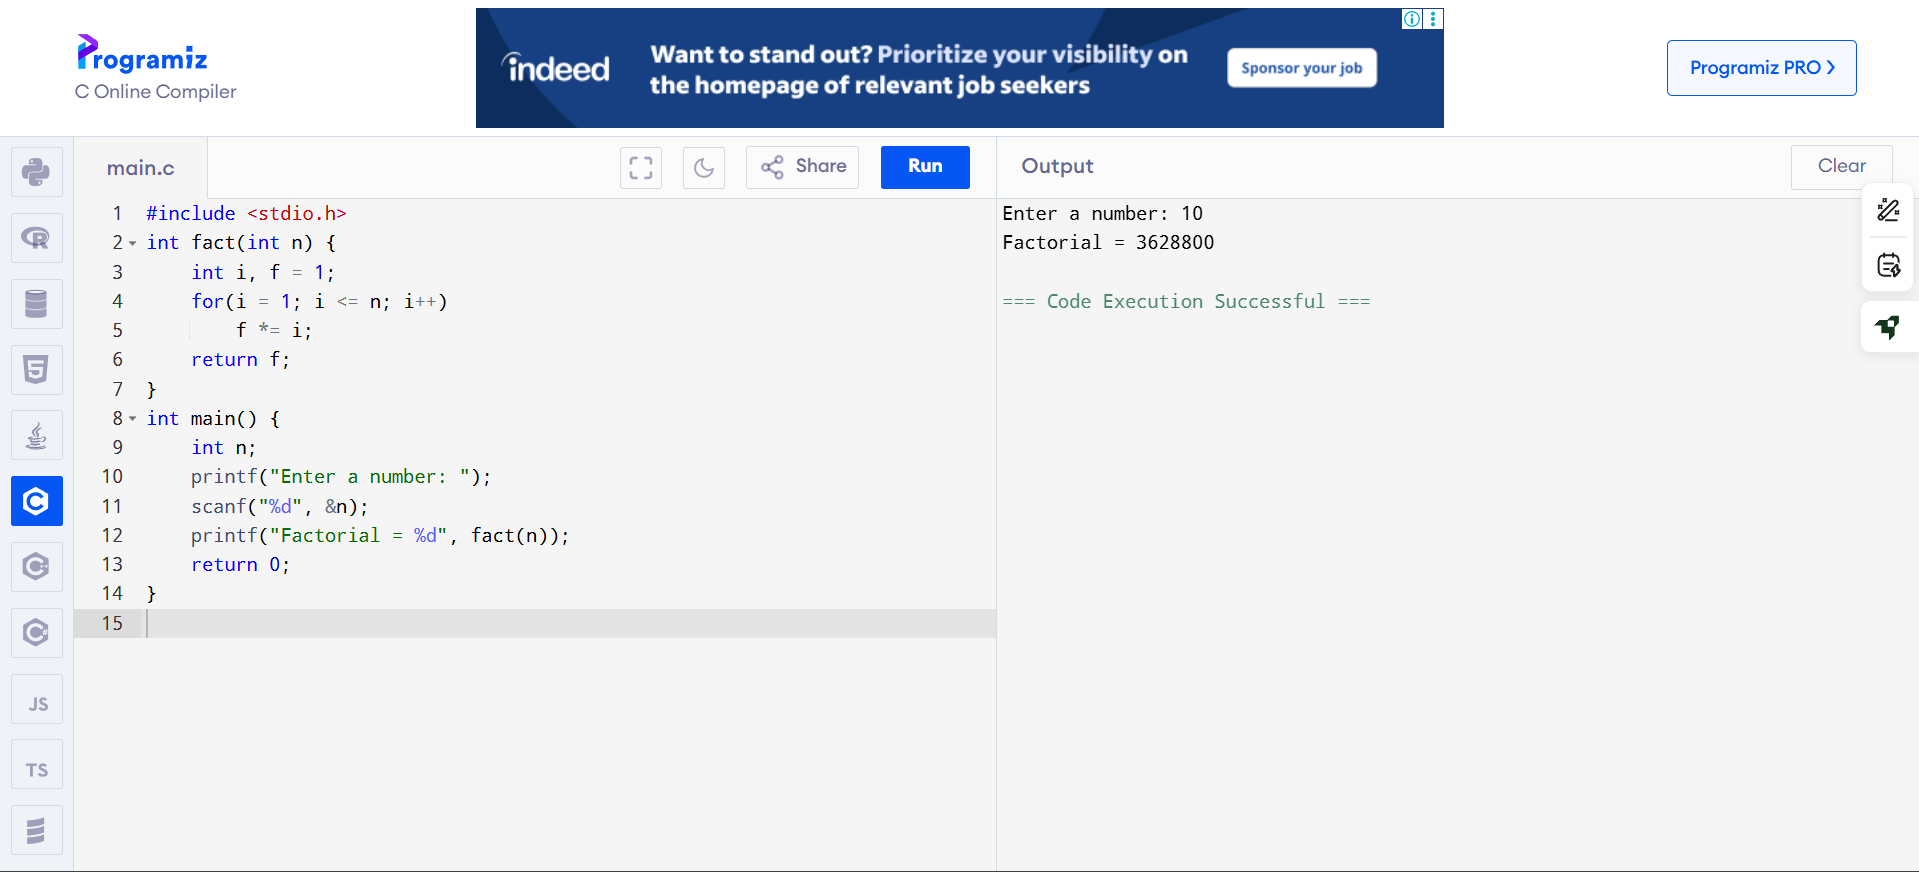 Programiz
C Online Compiler
indeed
Want to stand out? Prioritize your visibility on
the homepage of relevant job seekers
Sponsor your job
Programiz PRO >
main.c
Share
Run
Output
Clear
1 #include <stdio.h>
2 int fact(int n) {
3     int i, f = 1;
4     for(i = 1; i <= n; i++)
5         f *= i;
6     return f;
7 }
8 int main() {
9     int n;
10     printf("Enter a number: ");
11     scanf("%d", &n);
12     printf("Factorial = %d", fact(n));
13     return 0;
14 }
15
Enter a number: 10
Factorial = 3628800
=== Code Execution Successful ===
R
5
C
C
C#
JS
TS